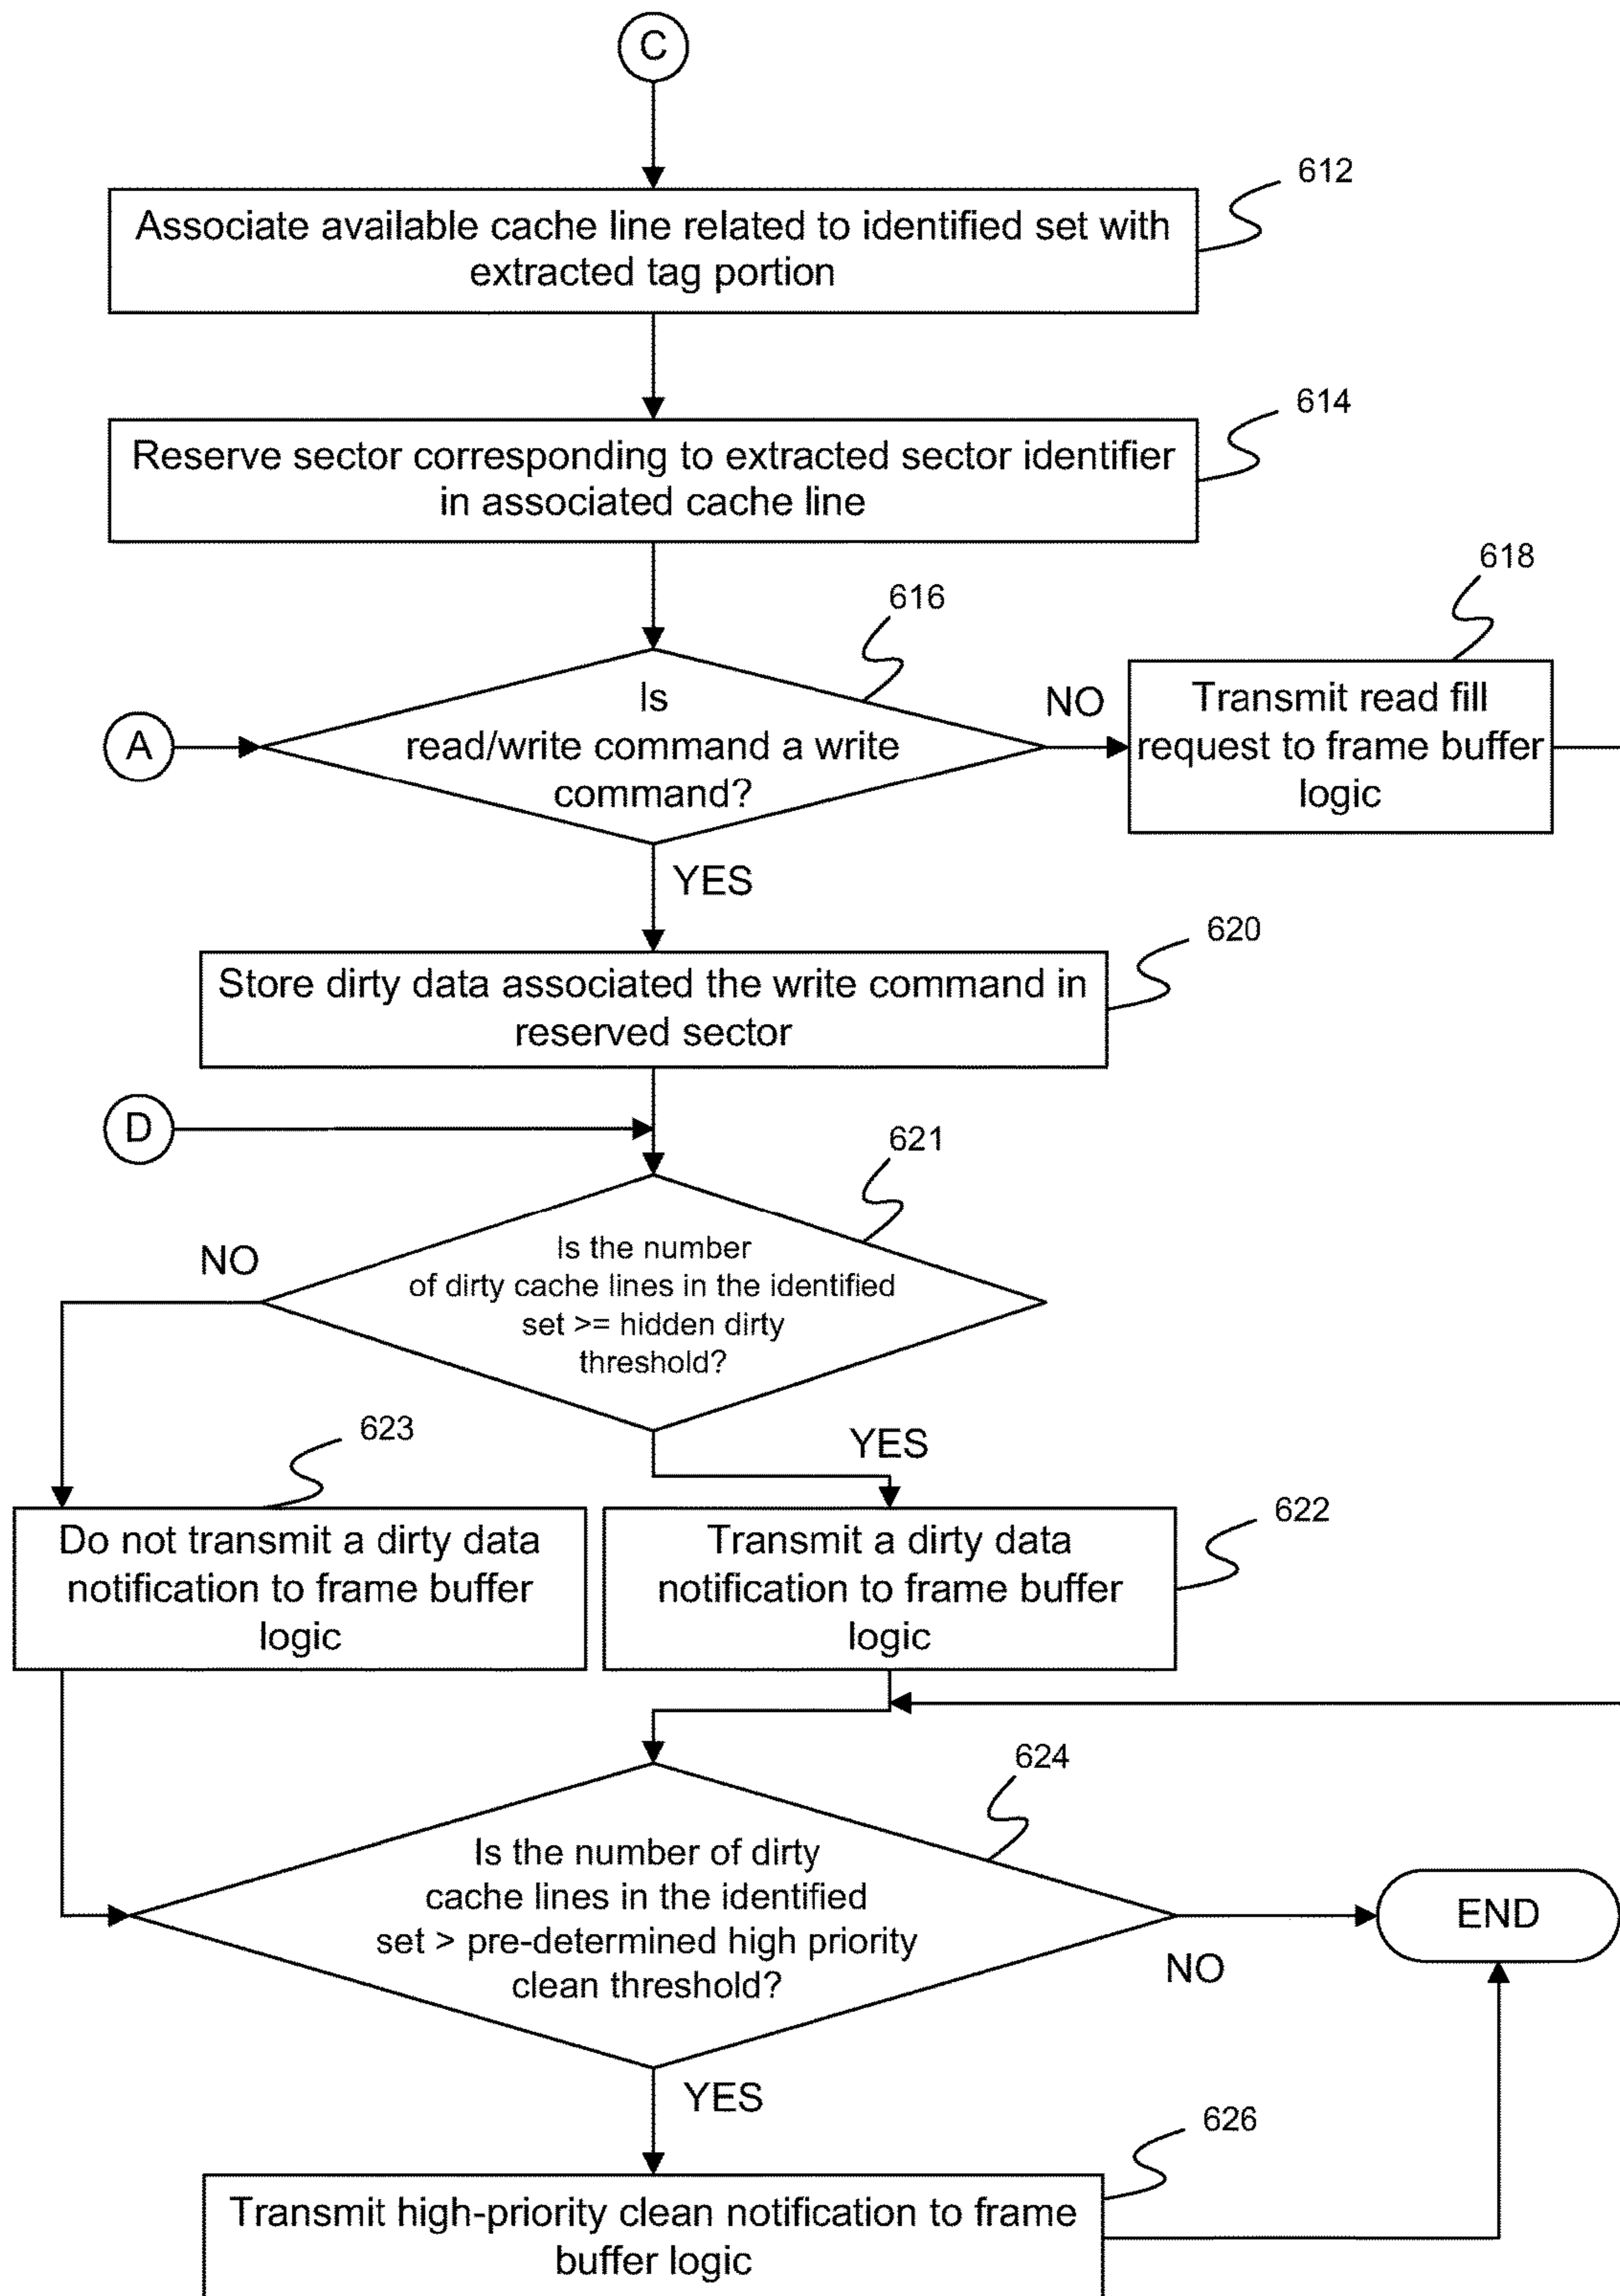 C
612
Associate available cache line related to identified set with
extracted tag portion
614
Reserve sector corresponding to extracted sector identifier
in associated cache line
616
618
A
Is
read/write command a write
command?
NO
Transmit read fill
request to frame buffer
logic
YES
620
Store dirty data associated the write command in
reserved sector
D
621
Is the number
of dirty cache lines in the identified
set >= hidden dirty
threshold?
NO
YES
623
Do not transmit a dirty data
notification to frame buffer
logic
622
Transmit a dirty data
notification to frame buffer
logic
624
Is the number of dirty
cache lines in the identified
set > pre-determined high priority
clean threshold?
NO
END
YES
626
Transmit high-priority clean notification to frame
buffer logic